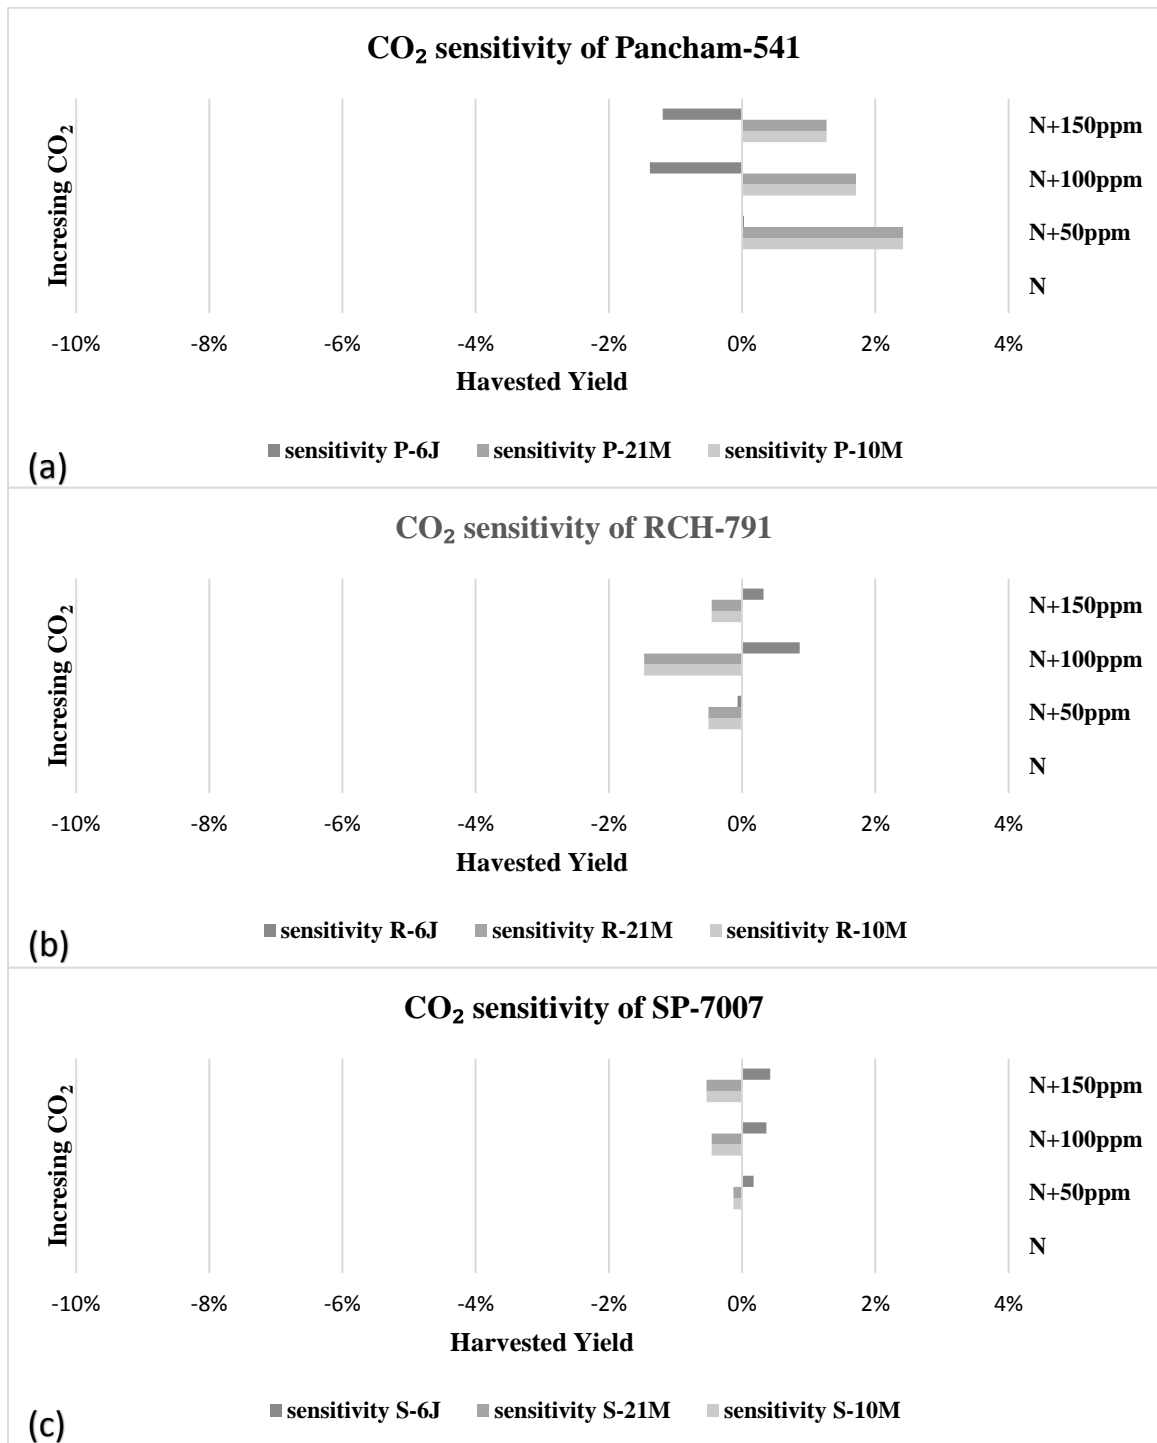 CO₂ sensitivity of Pancham-541
Incresing CO₂
N+150ppm
N+100ppm
N+50ppm
N
-10% -8% -6% -4% -2% 0% 2% 4%
Havested Yield
sensitivity P-6J sensitivity P-21M sensitivity P-10M
(a)
CO₂ sensitivity of RCH-791
Incresing CO₂
N+150ppm
N+100ppm
N+50ppm
N
-10% -8% -6% -4% -2% 0% 2% 4%
Havested Yield
sensitivity R-6J sensitivity R-21M sensitivity R-10M
(b)
CO₂ sensitivity of SP-7007
Incresing CO₂
N+150ppm
N+100ppm
N+50ppm
N
-10% -8% -6% -4% -2% 0% 2% 4%
Harvested Yield
sensitivity S-6J sensitivity S-21M sensitivity S-10M
(c)